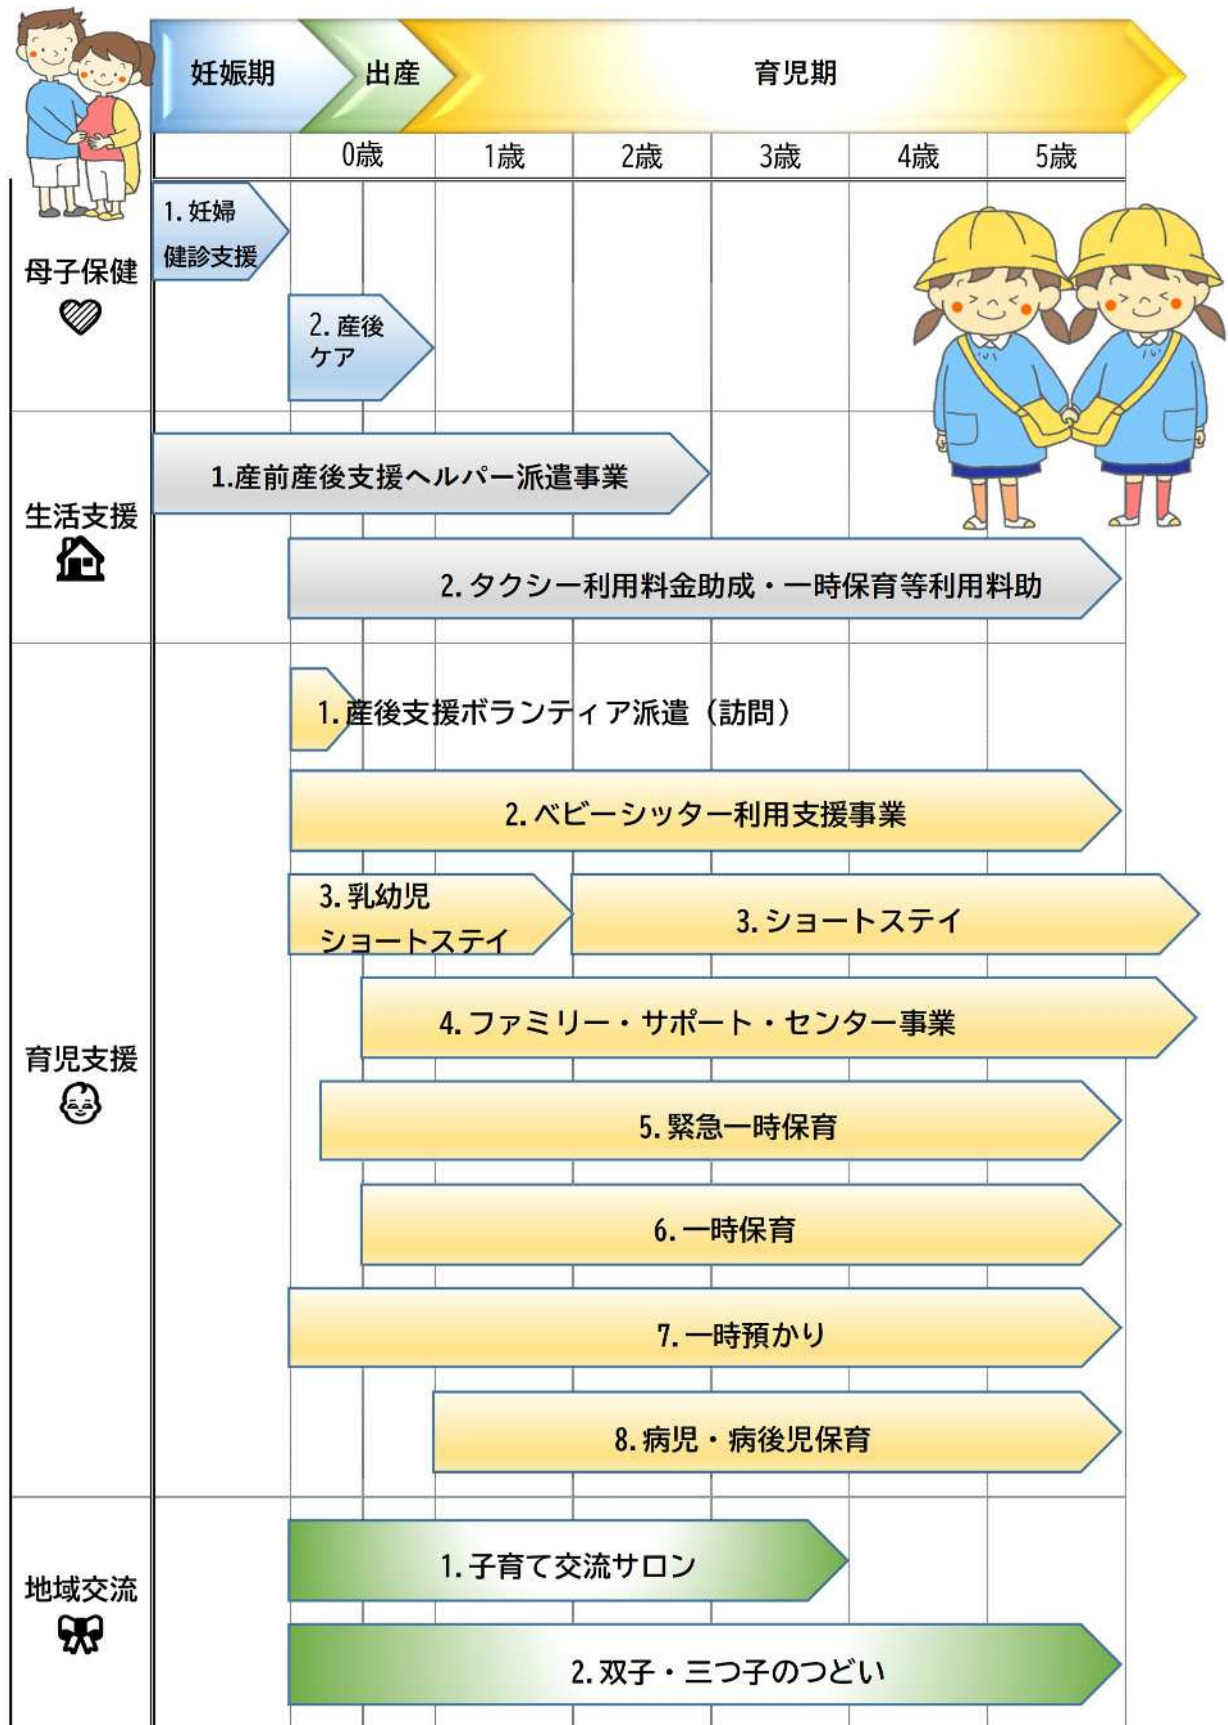 妊娠期
出産
育児期
0歳
1歳
2歳
3歳
4歳
5歳
母子保健
1. 妊婦
健診支援
2. 産後
ケア
生活支援
1.産前産後支援ヘルパー派遣事業
2. タクシー利用料金助成・一時保育等利用料助
育児支援
1. 産後支援ボランティア派遣（訪問）
2. ベビーシッター利用支援事業
3. 乳幼児
ショートステイ
3. ショートステイ
4. ファミリー・サポート・センター事業
5. 緊急一時保育
6. 一時保育
7. 一時預かり
8. 病児・病後児保育
地域交流
1. 子育て交流サロン
2. 双子・三つ子のつどい